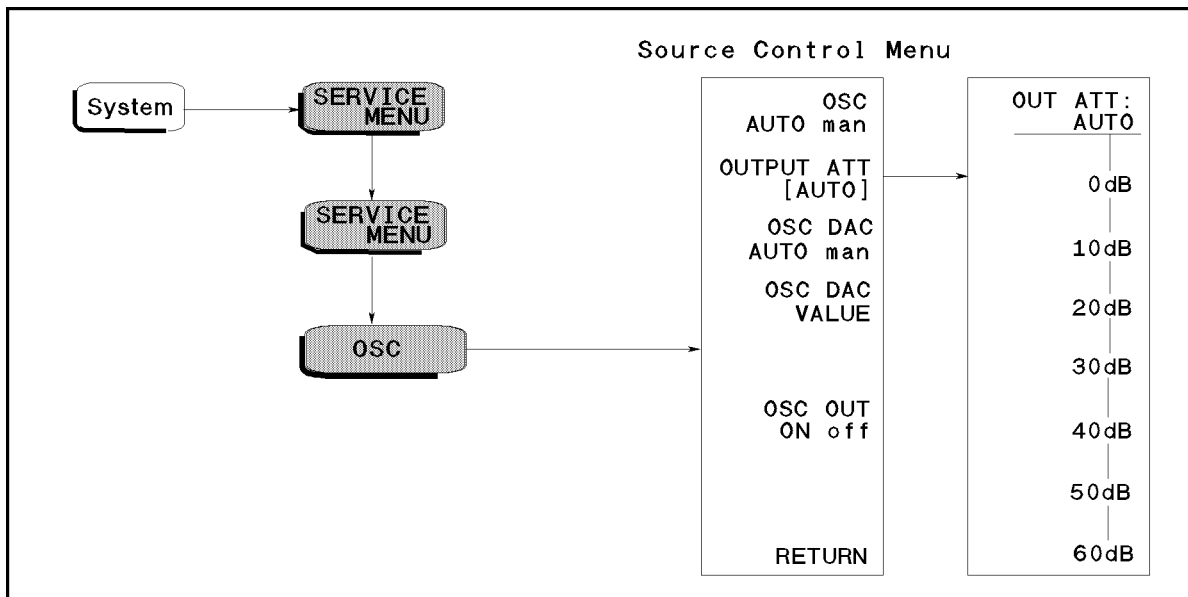 Source Control Menu
System
SERVICE
MENU
SERVICE
MENU
OSC
OSC
AUTO man
OUTPUT ATT
[AUTO]
OSC DAC
AUTO man
OSC DAC
VALUE
OSC OUT
ON off
RETURN
OUT ATT:
AUTO
0dB
10dB
20dB
30dB
40dB
50dB
60dB